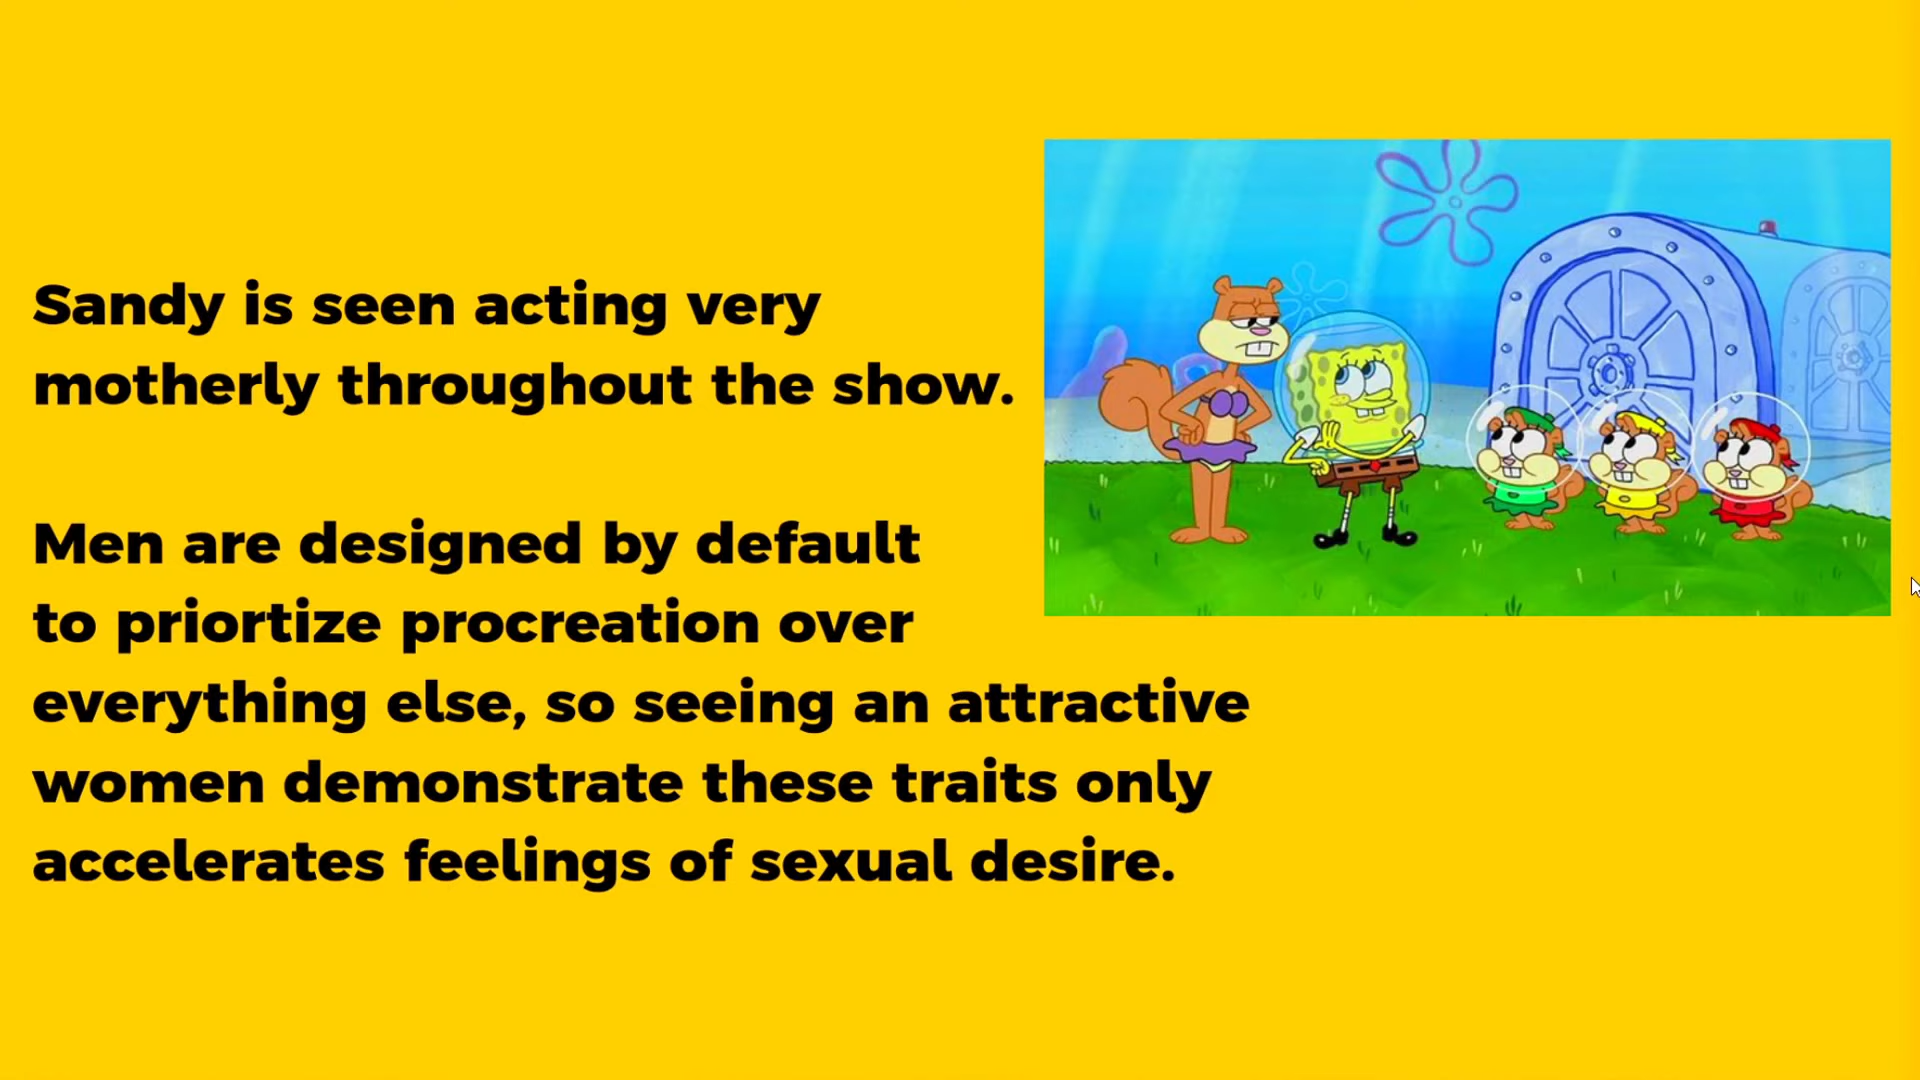 Sandy is seen acting very
motherly throughout the show.
Men are designed by default
to priortize procreation over
everything else, so seeing an attractive
women demonstrate these traits only
accelerates feelings of sexual desire.